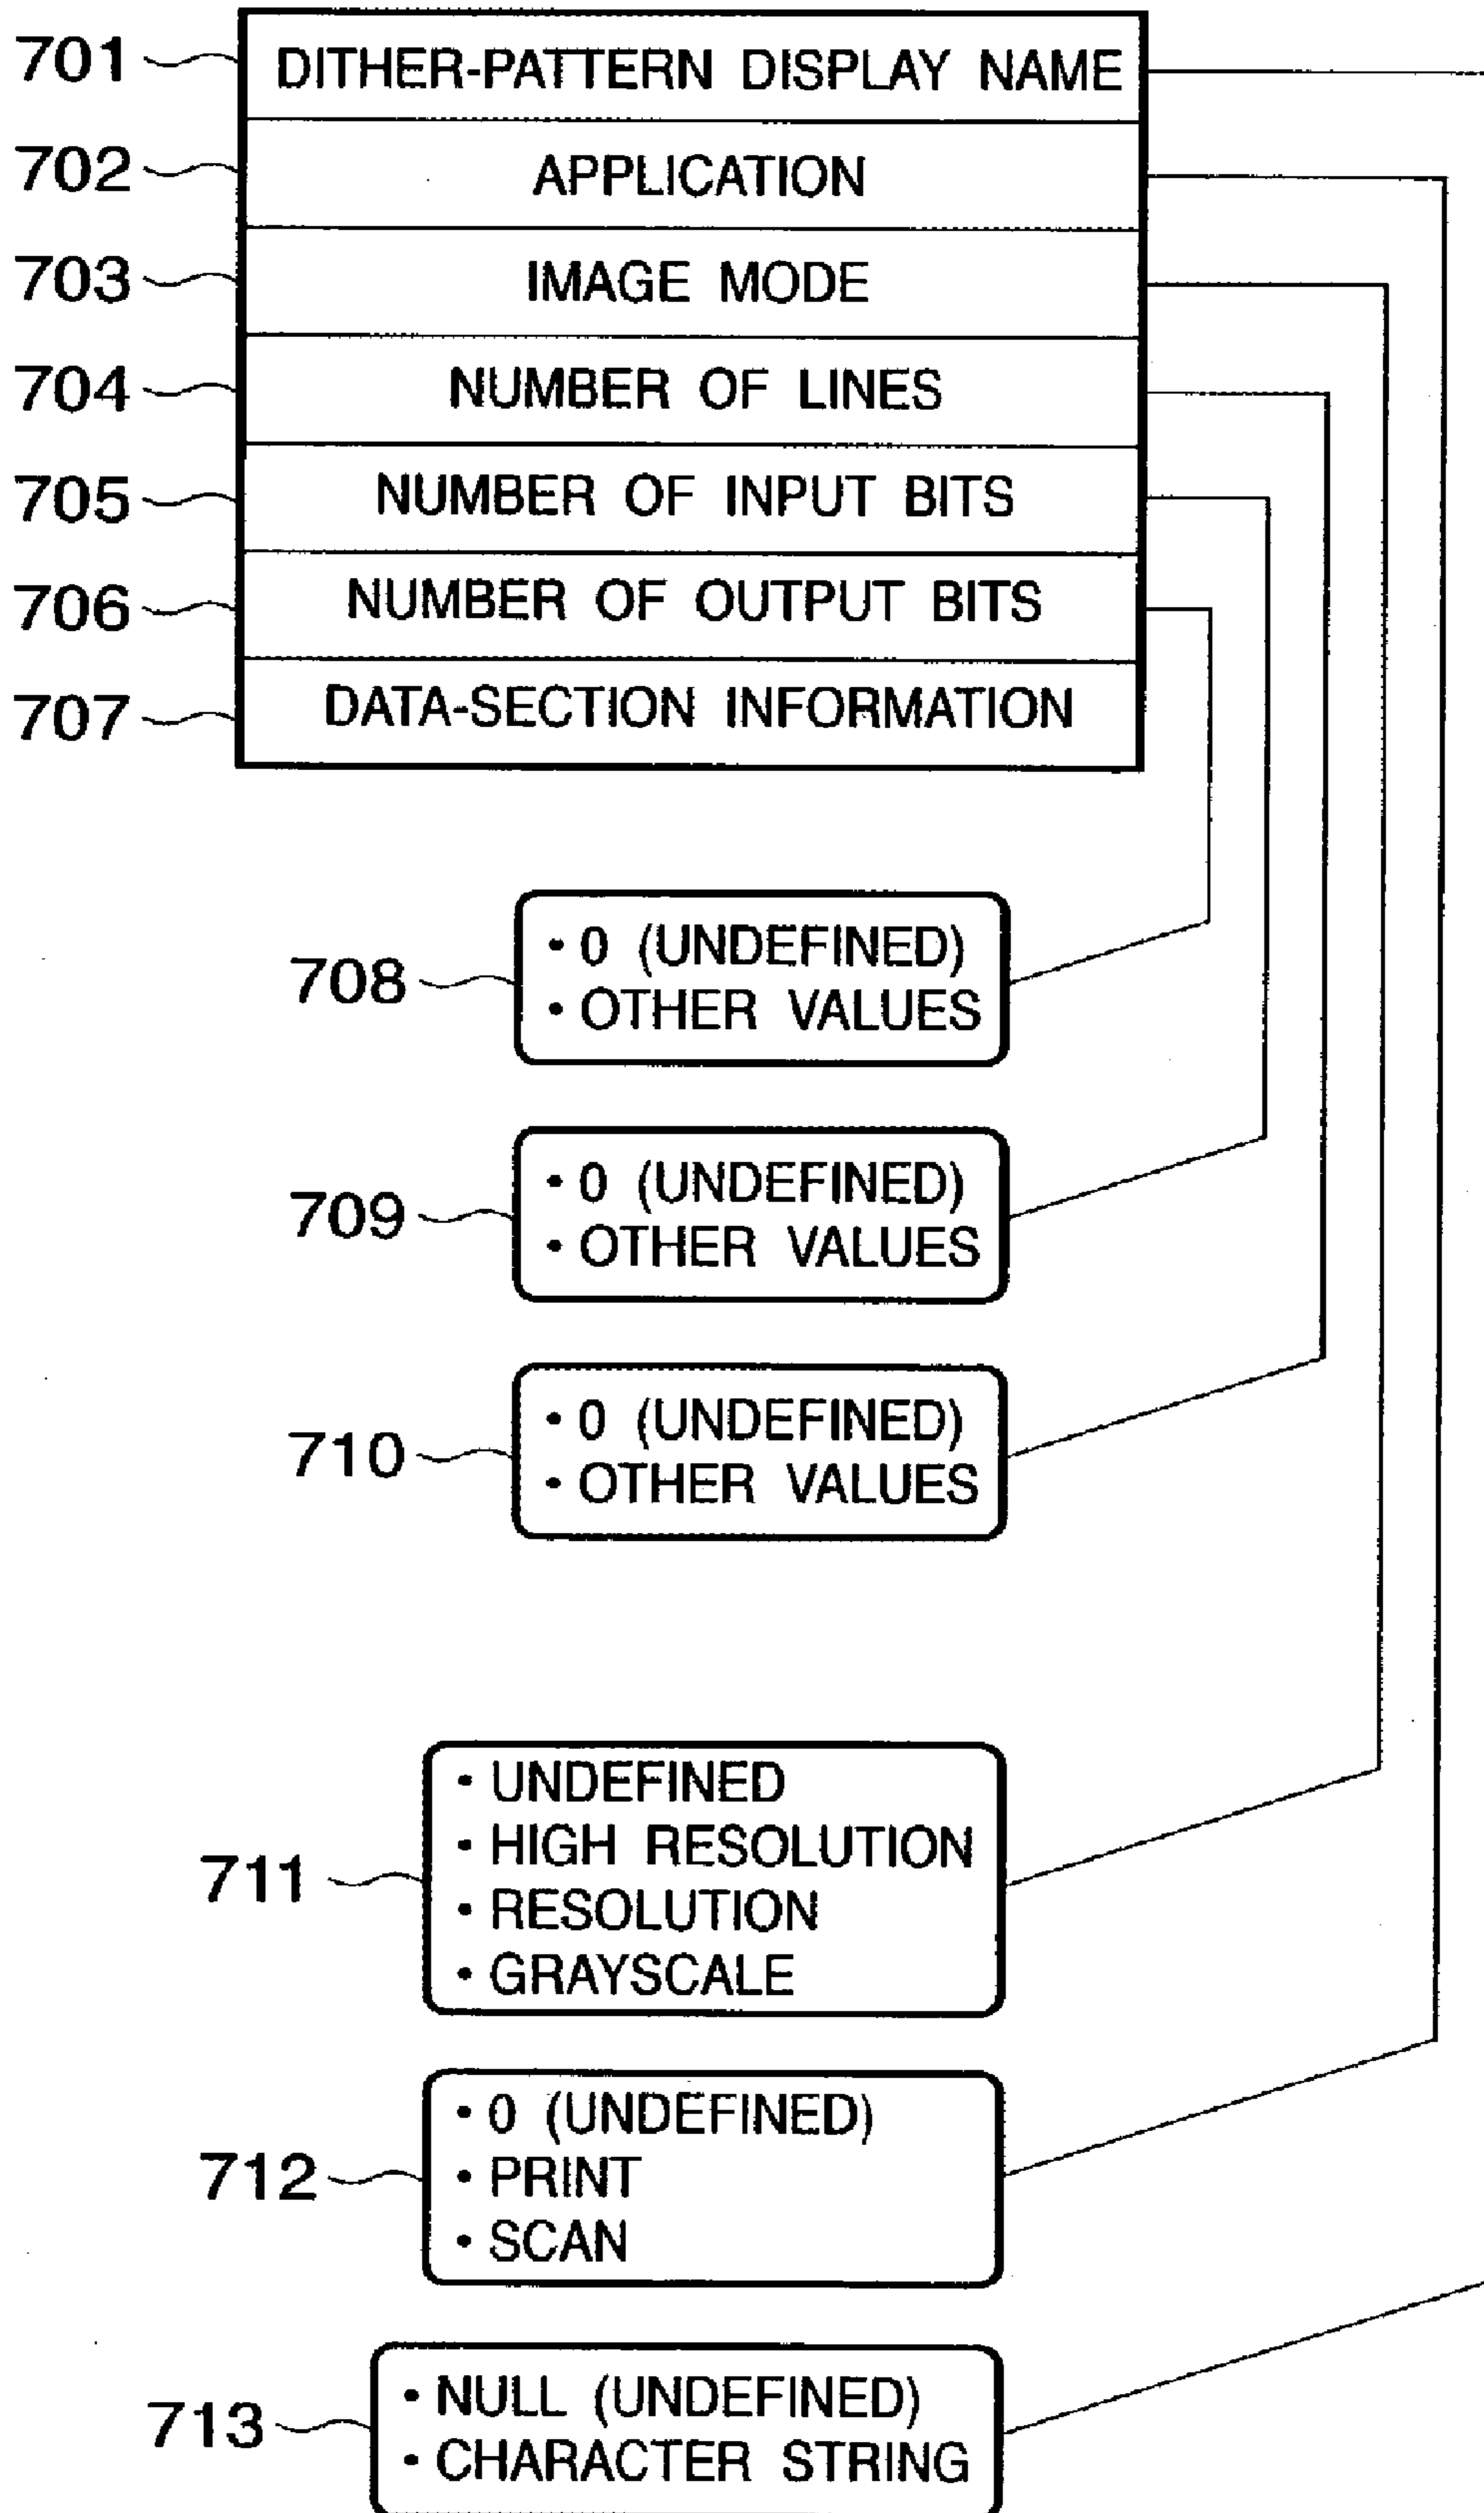 701 DITHER-PATTERN DISPLAY NAME
702 APPLICATION
703 IMAGE MODE
704 NUMBER OF LINES
705 NUMBER OF INPUT BITS
706 NUMBER OF OUTPUT BITS
707 DATA-SECTION INFORMATION
• 0 (UNDEFINED)
708
• OTHER VALUES
• 0 (UNDEFINED)
709
• OTHER VALUES
• 0 (UNDEFINED)
710
• OTHER VALUES
• UNDEFINED
• HIGH RESOLUTION
711
• RESOLUTION
• GRAYSCALE
• 0 (UNDEFINED)
712 • PRINT
• SCAN
• NULL (UNDEFINED)
713
• CHARACTER STRING